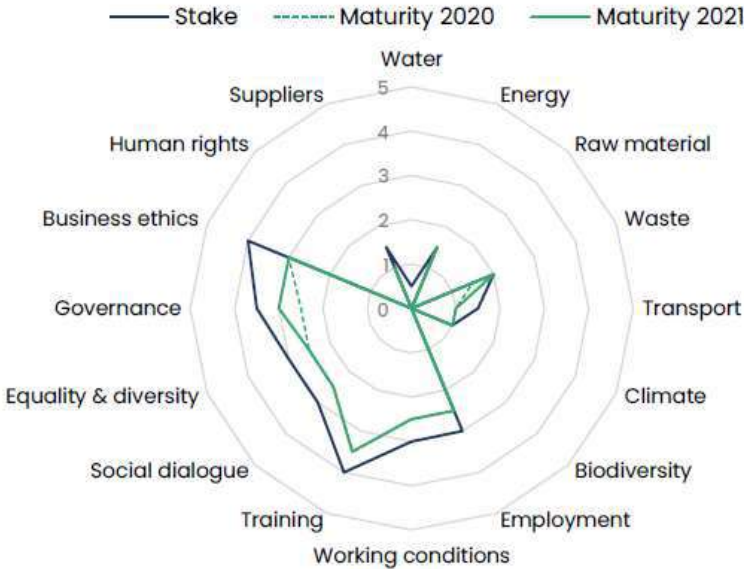 Stake Maturity 2020 Maturity 2021
Water
Suppliers 5 Energy
4
Human rights Raw material
3
2
Business ethics Waste
1
Governance 0 Transport
Equality & diversity Climate
Social dialogue Biodiversity
Training Employment
Working conditions